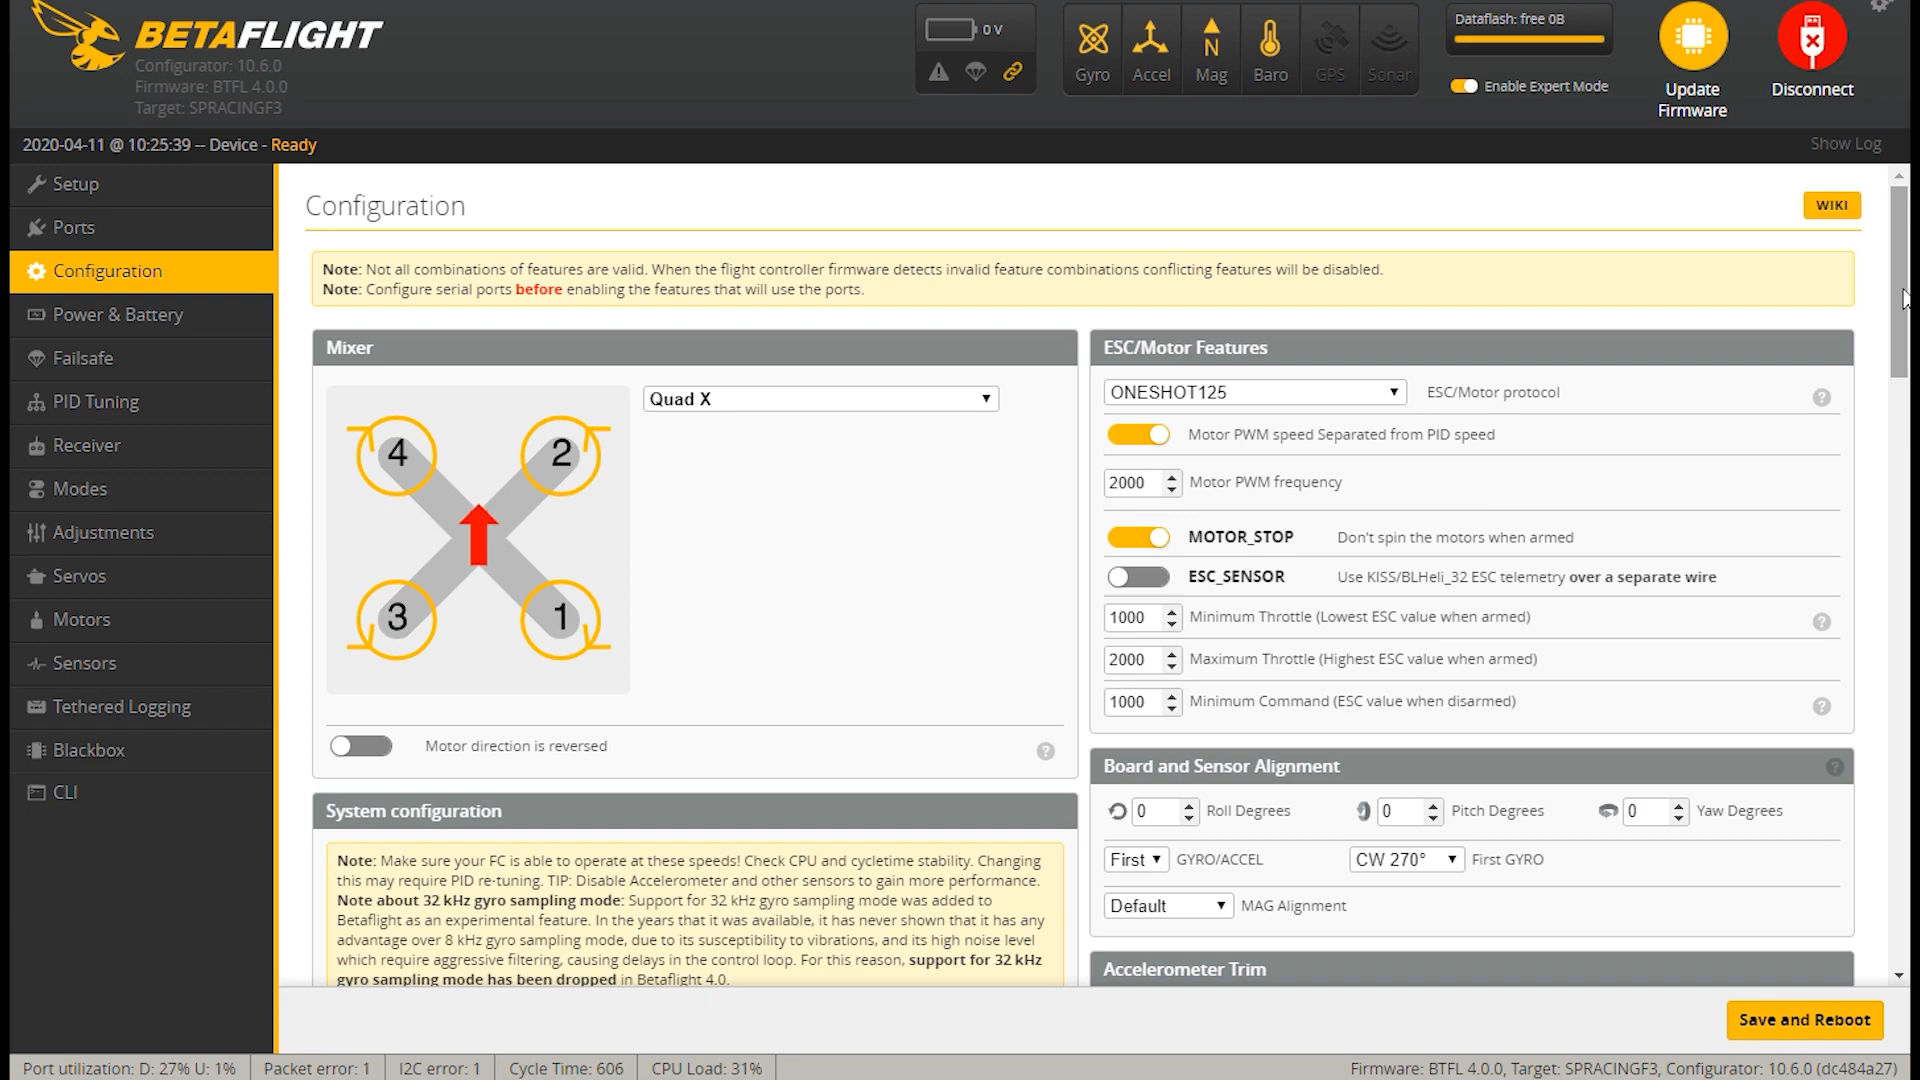 BETAFLIGHT
Configurator: 10.6.0
Firmware: BTFL 4.0.0
Target: SPRACINGF3
0 V
Gyro
Accel
N
Mag
Baro
GPS
Sonar
Dataflash: free 0B
Enable Expert Mode
Update
Firmware
Disconnect
2020-04-11 @ 10:25:39 -- Device - Ready
Show Log
Setup
Ports
Configuration
Power & Battery
Failsafe
PID Tuning
Receiver
Modes
Adjustments
Servos
Motors
Sensors
Tethered Logging
Blackbox
CLI
Configuration
WIKI
Note: Not all combinations of features are valid. When the flight controller firmware detects invalid feature combinations conflicting features will be disabled.
Note: Configure serial ports before enabling the features that will use the ports.
Mixer
Quad X
4
2
3
1
Motor direction is reversed
?
System configuration
Note: Make sure your FC is able to operate at these speeds! Check CPU and cycletime stability. Changing
this may require PID re-tuning. TIP: Disable Accelerometer and other sensors to gain more performance.
Note about 32 kHz gyro sampling mode: Support for 32 kHz gyro sampling mode was added to
Betaflight as an experimental feature. In the years that it was available, it has never shown that it has any
advantage over 8 kHz gyro sampling mode, due to its susceptibility to vibrations, and its high noise level
which require aggressive filtering, causing delays in the control loop. For this reason, support for 32 kHz
gyro sampling mode has been dropped in Betaflight 4.0.
ESC/Motor Features
ONESHOT125 ESC/Motor protocol ?
Motor PWM speed Separated from PID speed
2000 Motor PWM frequency
MOTOR_STOP Don't spin the motors when armed
ESC_SENSOR Use KISS/BLHeli_32 ESC telemetry over a separate wire
1000 Minimum Throttle (Lowest ESC value when armed) ?
2000 Maximum Throttle (Highest ESC value when armed)
1000 Minimum Command (ESC value when disarmed) ?
Board and Sensor Alignment ?
0 Roll Degrees 0 Pitch Degrees 0 Yaw Degrees
First GYRO/ACCEL CW 270° First GYRO
Default MAG Alignment
Accelerometer Trim
Save and Reboot
Port utilization: D: 27% U: 1% Packet error: 1 I2C error: 1 Cycle Time: 606 CPU Load: 31% Firmware: BTFL 4.0.0, Target: SPRACINGF3, Configurator: 10.6.0 (dc484a27)